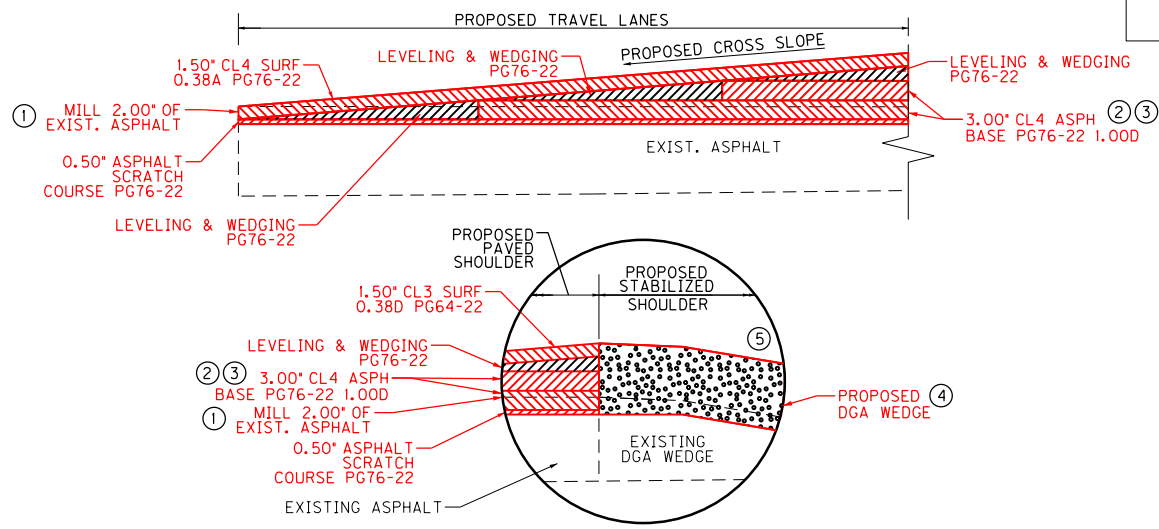 PROPOSED TRAVEL LANES
1.50" CL4 SURF
0.38A PG76-22
LEVELING & WEDGING
PG76-22
PROPOSED CROSS SLOPE
LEVELING & WEDGING
PG76-22
① MILL 2.00" OF
EXIST. ASPHALT
3.00" CL4 ASPH ② ③
BASE PG76-22 1.00D
0.50" ASPHALT
SCRATCH
COURSE PG76-22
EXIST. ASPHALT
LEVELING & WEDGING
PG76-22
PROPOSED
PAVED
SHOULDER
PROPOSED
STABILIZED
SHOULDER
1.50" CL3 SURF
0.38D PG64-22
⑤
LEVELING & WEDGING
PG76-22
② ③ 3.00" CL4 ASPH
BASE PG76-22 1.00D
① MILL 2.00" OF
EXIST. ASPHALT
PROPOSED ④
DGA WEDGE
0.50" ASPHALT
SCRATCH
COURSE PG76-22
EXISTING
DGA WEDGE
EXISTING ASPHALT